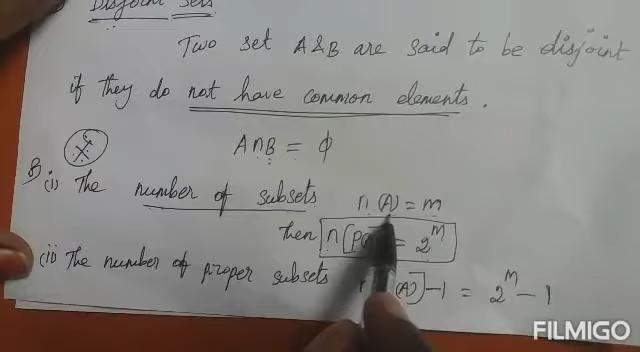 Disjoint Sets
Two set A & B are said to be disjoint
if they do not have common elements.
A∩B = ϕ
(i) The number of subsets n(A) = m
then n[P(A)] = 2^m
(ii) The number of proper subsets (A)]-1 = 2^m - 1
FILMIGO